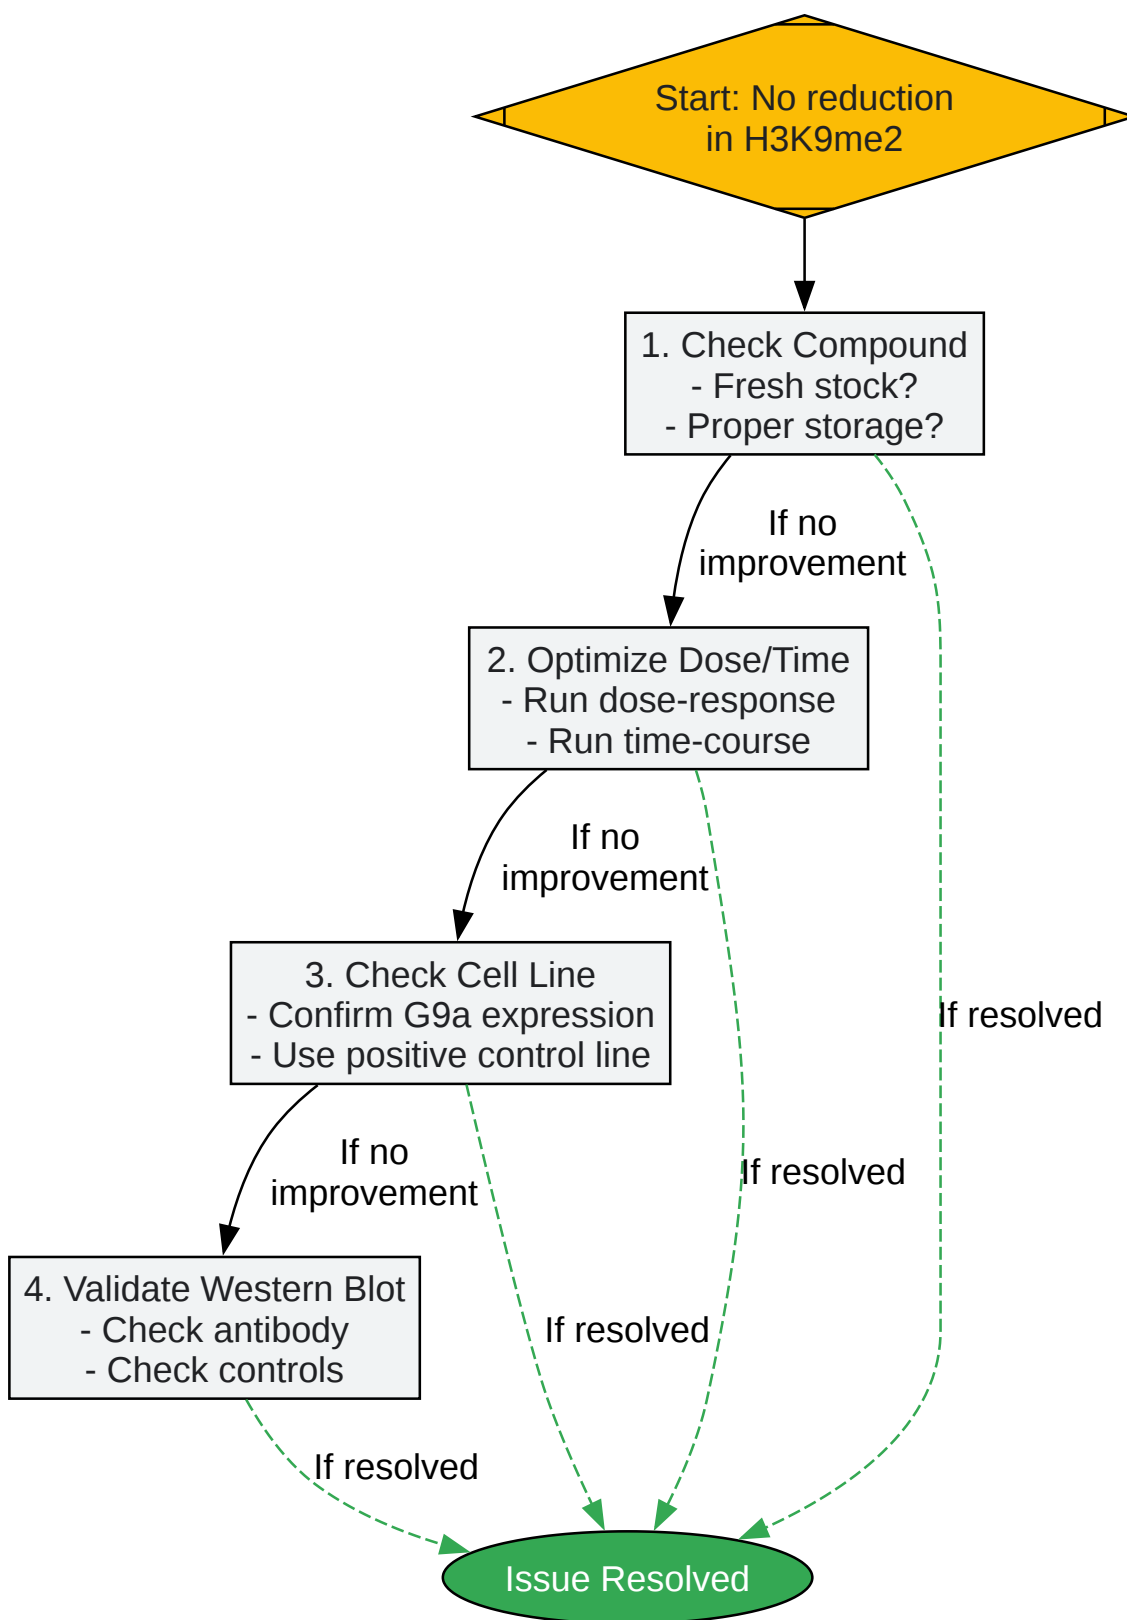 Start: No reduction
in H3K9me2
1. Check Compound
- Fresh stock?
- Proper storage?
If no
improvement
2. Optimize Dose/Time
- Run dose-response
- Run time-course
If no
improvement
3. Check Cell Line
- Confirm G9a expression
- Use positive control line
If resolved
If no
improvement
If resolved
4. Validate Western Blot
- Check antibody
- Check controls
If resolved
If resolved
Issue Resolved